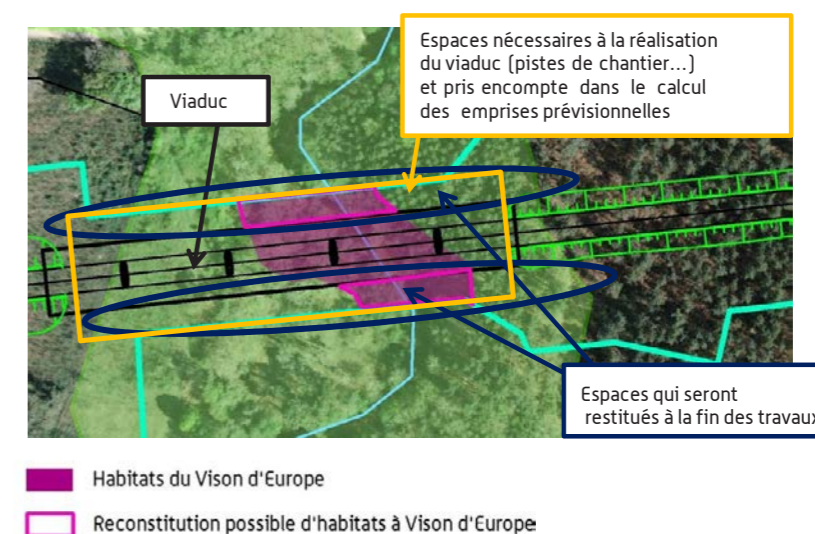 Espaces nécessaires à la réalisation
du viaduc (pistes de chantier...)
et pris encompte dans le calcul
des emprises prévisionnelles
Viaduc
Espaces qui seront
restitués à la fin des travaux
Habitats du Vison d'Europe
Reconstitution possible d'habitats à Vison d'Europe